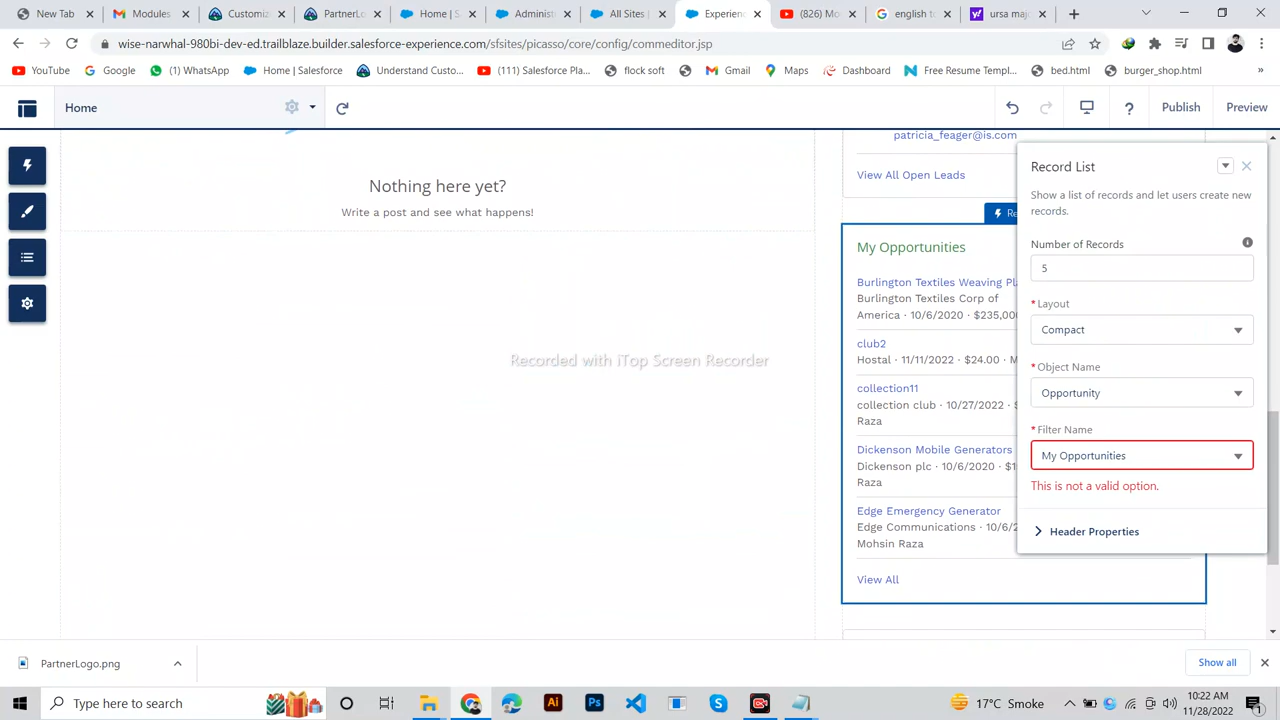 New Tab
Modules
Customiz
PartnerLo
Home | S
Administ
All Sites |
Experienc
(826) Mo
english to
ursa majo
wise-narwhal-980bi-dev-ed.trailblaze.builder.salesforce-experience.com/sfsites/picasso/core/config/commeditor.jsp
YouTube
Google
(1) WhatsApp
Home | Salesforce
Understand Custo...
(111) Salesforce Pla...
flock soft
Gmail
Maps
Dashboard
Free Resume Templ...
bed.html
burger_shop.html
»
Home
?
Publish
Preview
Nothing here yet?
Write a post and see what happens!
patricia_feager@is.com
View All Open Leads
Re
My Opportunities
Burlington Textiles Weaving Pla
Burlington Textiles Corp of
America · 10/6/2020 · $235,000
club2
Hostal · 11/11/2022 · $24.00 · M
collection11
collection club · 10/27/2022 · $
Raza
Dickenson Mobile Generators
Dickenson plc · 10/6/2020 · $1
Raza
Edge Emergency Generator
Edge Communications · 10/6/2
Mohsin Raza
View All
Record List
Show a list of records and let users create new
records.
Number of Records
5
* Layout
Compact
* Object Name
Opportunity
* Filter Name
My Opportunities
This is not a valid option.
Header Properties
Recorded with iTop Screen Recorder
PartnerLogo.png
Show all
Type here to search
Ai
Ps
17°C Smoke
10:22 AM
11/28/2022
1